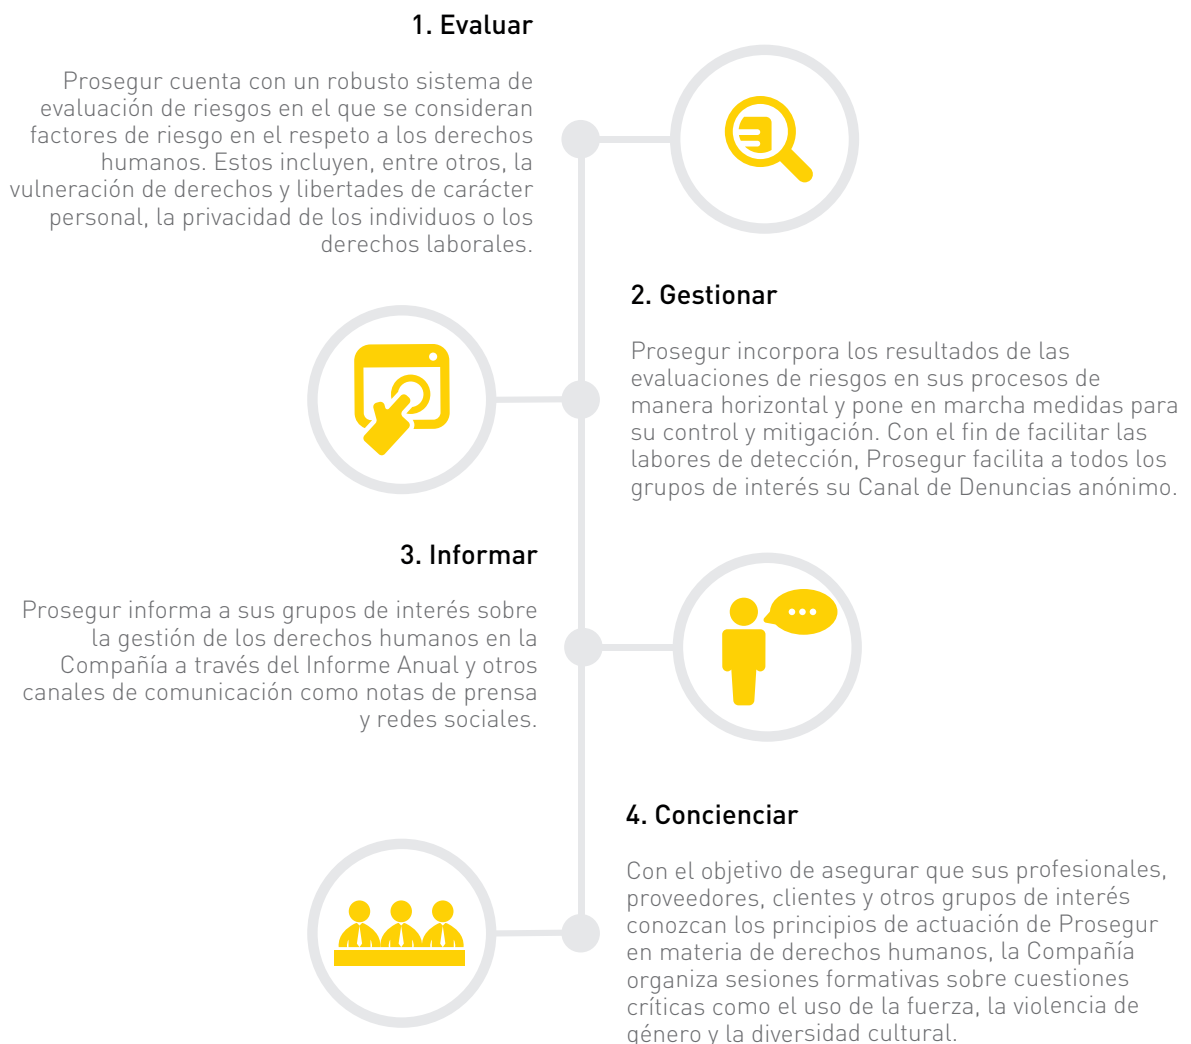 1. Evaluar
Prosegur cuenta con un robusto sistema de
evaluación de riesgos en el que se consideran
factores de riesgo en el respeto a los derechos
humanos. Estos incluyen, entre otros, la
vulneración de derechos y libertades de carácter
personal, la privacidad de los individuos o los
derechos laborales.
2. Gestionar
Prosegur incorpora los resultados de las
evaluaciones de riesgos en sus procesos de
manera horizontal y pone en marcha medidas para
su control y mitigación. Con el fin de facilitar las
labores de detección, Prosegur facilita a todos los
grupos de interés su Canal de Denuncias anónimo.
3. Informar
Prosegur informa a sus grupos de interés sobre
la gestión de los derechos humanos en la
Compañía a través del Informe Anual y otros
canales de comunicación como notas de prensa
y redes sociales.
4. Concienciar
Con el objetivo de asegurar que sus profesionales,
proveedores, clientes y otros grupos de interés
conozcan los principios de actuación de Prosegur
en materia de derechos humanos, la Compañía
organiza sesiones formativas sobre cuestiones
críticas como el uso de la fuerza, la violencia de
género y la diversidad cultural.